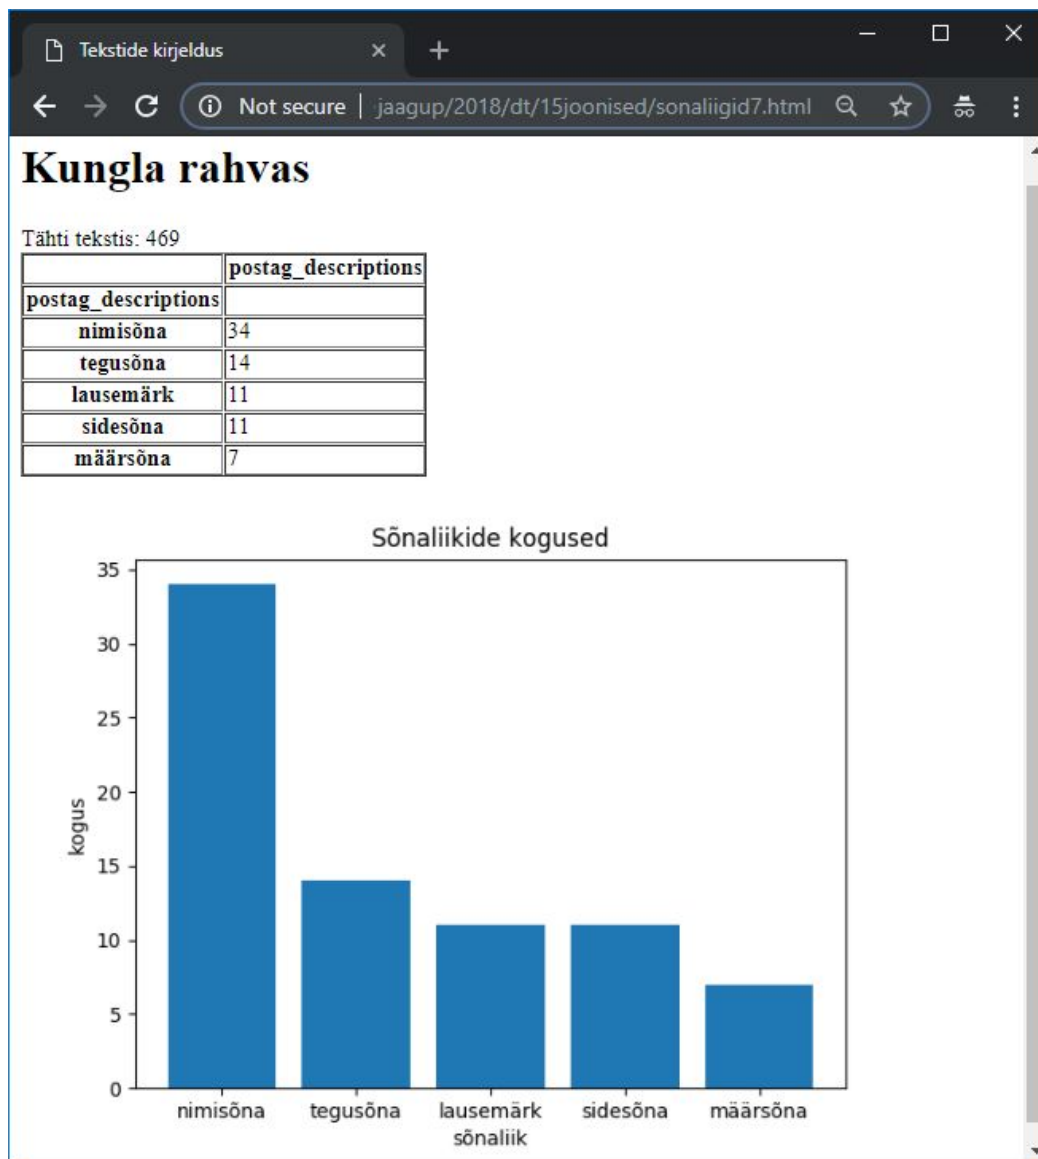 Tekstide kirjeldus
Not secure | jaagup/2018/dt/15joonised/sonaliigid7.html
Kungla rahvas
Tähti tekstis: 469
postag_descriptions
postag_descriptions
nimisõna 34
tegusõna 14
lausemärk 11
sidesõna 11
määrsõna 7
Sõnaliikide kogused
35
30
25
20
15
10
5
0
kogus
nimisõna tegusõna lausemärk sidesõna määrsõna
sõnaliik